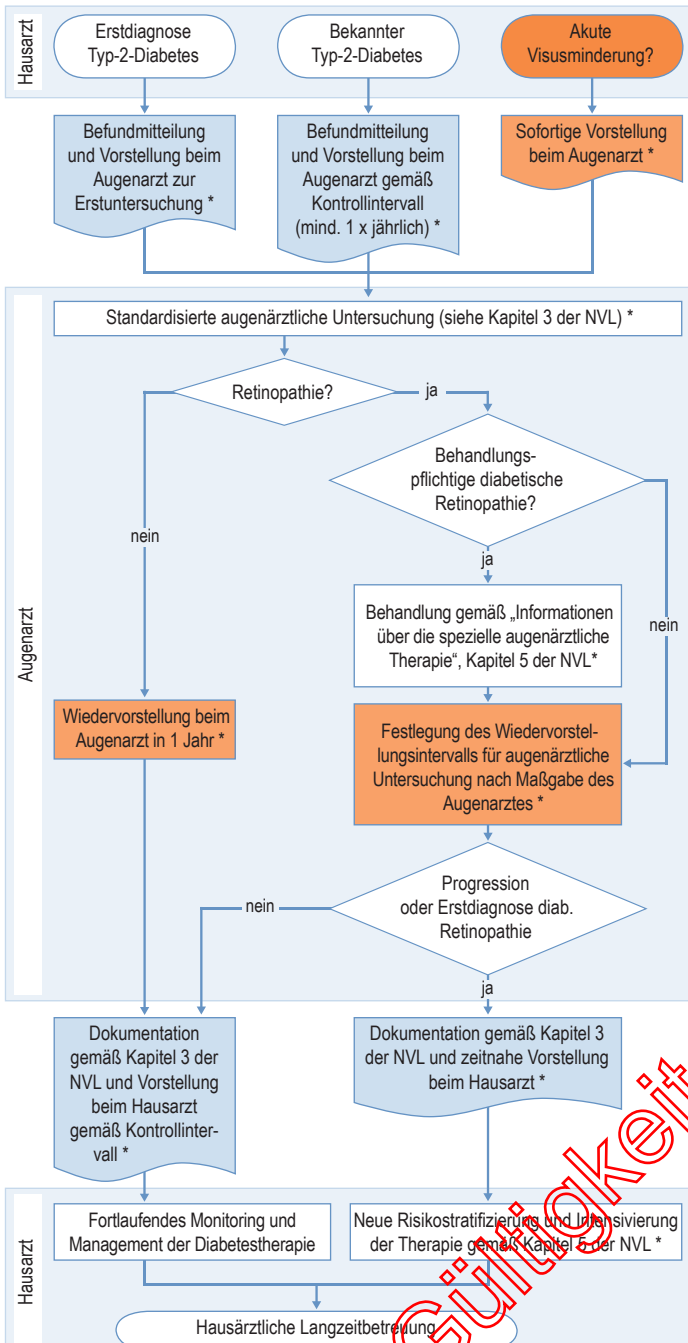 Hausarzt
Erstdiagnose
Typ-2-Diabetes
Bekannter
Typ-2-Diabetes
Akute
Visusminderung?
Befundmitteilung
und Vorstellung beim
Augenarzt zur
Erstuntersuchung *
Befundmitteilung
und Vorstellung beim
Augenarzt gemäß
Kontrollintervall
(mind. 1 x jährlich) *
Sofortige Vorstellung
beim Augenarzt *
Augenarzt
Standardisierte augenärztliche Untersuchung (siehe Kapitel 3 der NVL) *
Retinopathie?
ja
Behandlungs-
pflichtige diabetische
Retinopathie?
nein
ja
nein
Behandlung gemäß „Informationen
über die spezielle augenärztliche
Therapie“, Kapitel 5 der NVL*
Wiedervorstellung beim
Augenarzt in 1 Jahr *
Festlegung des Wiedervorstel-
lungsintervalls für augenärztliche
Untersuchung nach Maßgabe des
Augenarztes *
Progression
oder Erstdiagnose diab.
Retinopathie
nein
ja
Dokumentation
gemäß Kapitel 3 der
NVL und Vorstellung
beim Hausarzt
gemäß Kontrollinter-
vall *
Dokumentation gemäß Kapitel 3
der NVL und zeitnahe Vorstellung
beim Hausarzt *
Hausarzt
Fortlaufendes Monitoring und
Management der Diabetestherapie
Neue Risikostratifizierung und Intensivierung
der Therapie gemäß Kapitel 5 der NVL *
Hausärztliche Langzeitbetreuung
Gültigkeit